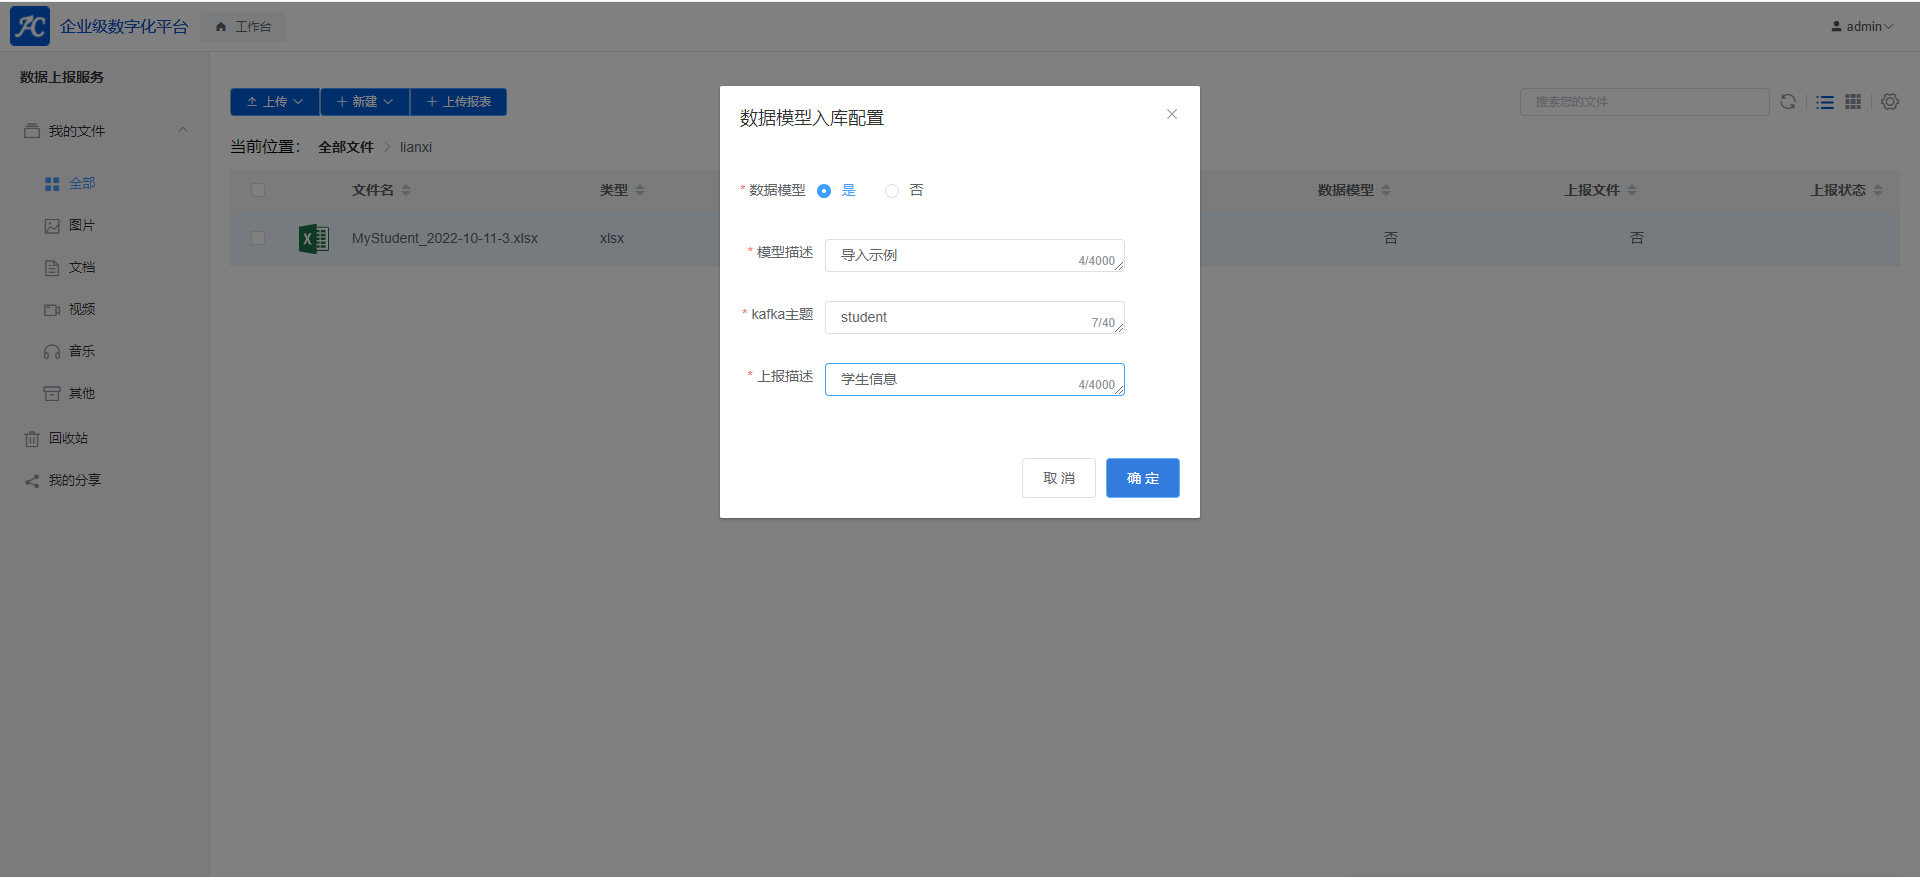 企业级数字化平台
工作台
admin
数据上报服务
我的文件
全部
图片
文档
视频
音乐
其他
回收站
我的分享
上传
新建
上传报表
搜索您的文件
当前位置：
全部文件
lianxi
文件名
类型
数据模型
上报文件
上报状态
MyStudent_2022-10-11-3.xlsx
xlsx
否
否
数据模型入库配置
* 数据模型 是 否
* 模型描述 导入示例 4/4000
* kafka主题 student 7/40
* 上报描述 学生信息 4/4000
取消
确定